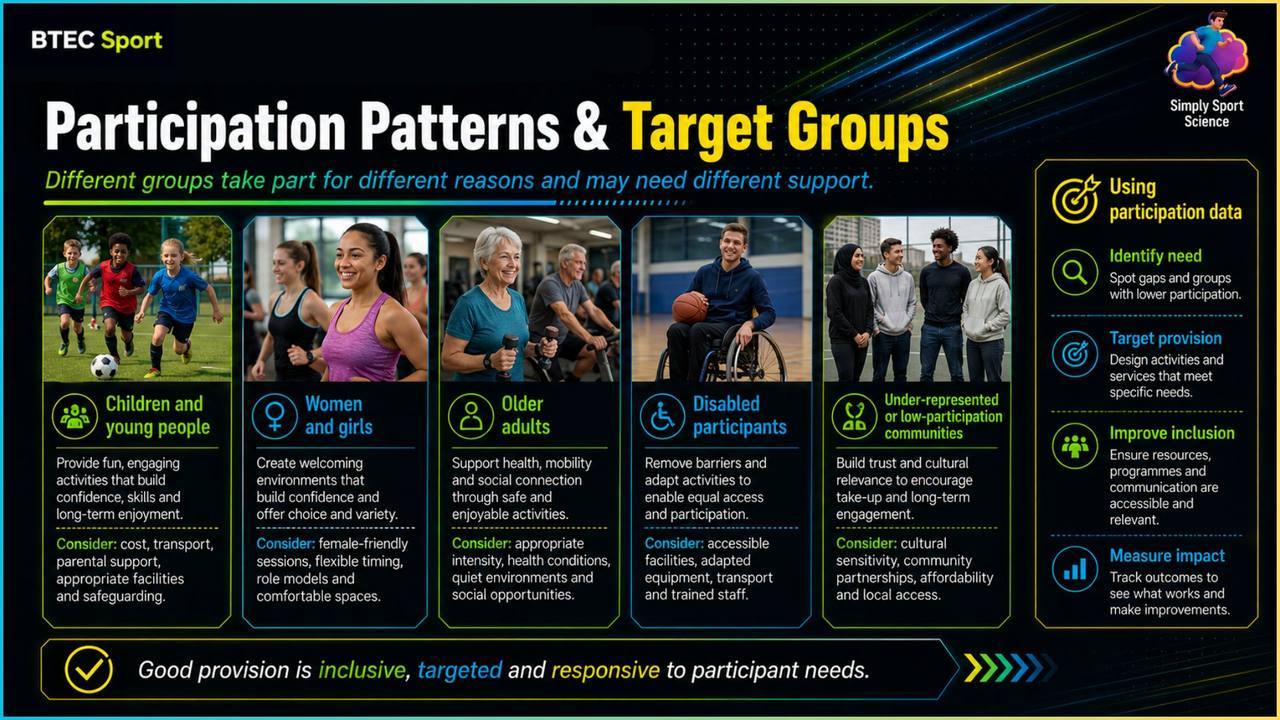 BTEC Sport
Simply Sport
Science
Participation Patterns & Target Groups
Different groups take part for different reasons and may need different support.
Children and
young people
Provide fun, engaging
activities that build
confidence, skills and
long-term enjoyment.
Consider: cost, transport,
parental support,
appropriate facilities
and safeguarding.
Women
and girls
Create welcoming
environments that
build confidence and
offer choice and variety.
Consider: female-friendly
sessions, flexible timing,
role models and
comfortable spaces.
Older
adults
Support health, mobility
and social connection
through safe and
enjoyable activities.
Consider: appropriate
intensity, health conditions,
quiet environments and
social opportunities.
Disabled
participants
Remove barriers and
adapt activities to
enable equal access
and participation.
Consider: accessible
facilities, adapted
equipment, transport
and trained staff.
Under-represented
or low-participation
communities
Build trust and cultural
relevance to encourage
take-up and long-term
engagement.
Consider: cultural
sensitivity, community
partnerships, affordability
and local access.
Using
participation data
Identify need
Spot gaps and groups
with lower participation.
Target provision
Design activities and
services that meet
specific needs.
Improve inclusion
Ensure resources,
programmes and
communication are
accessible and
relevant.
Measure impact
Track outcomes to
see what works and
make improvements.
Good provision is inclusive, targeted and responsive to participant needs.